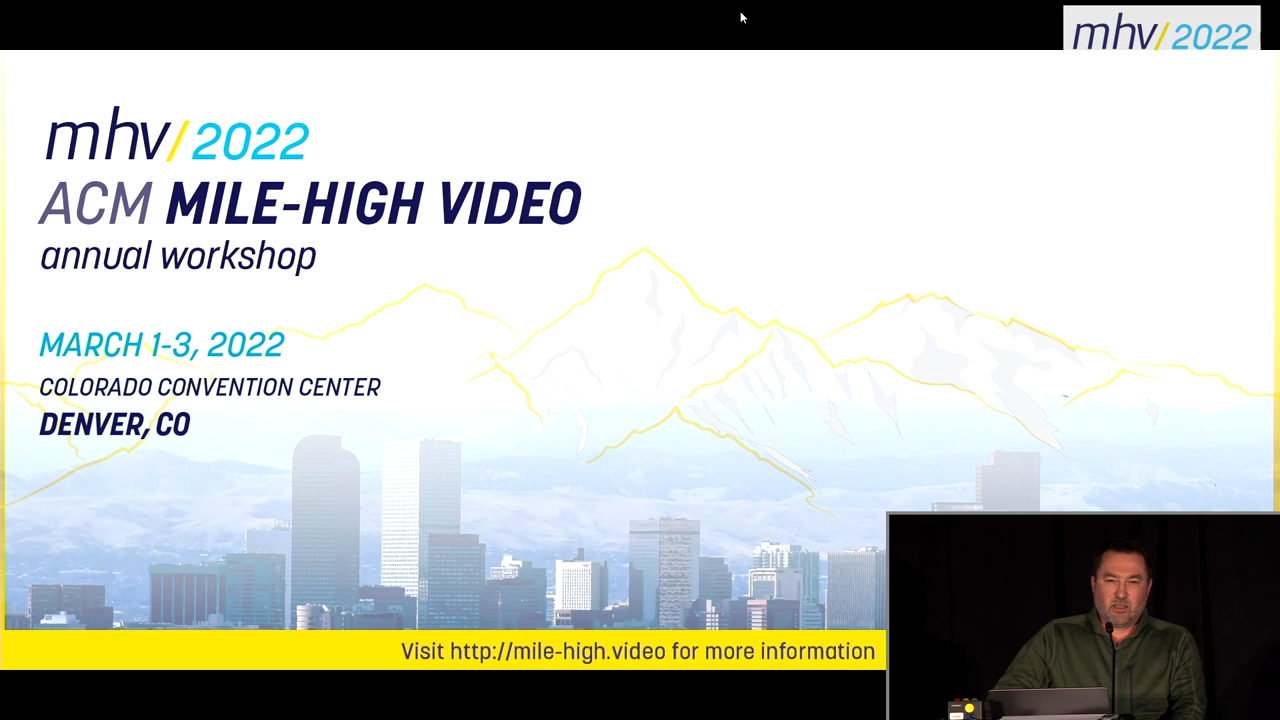 mhv/2022
mhv/2022
ACM MILE-HIGH VIDEO
annual workshop
MARCH 1-3, 2022
COLORADO CONVENTION CENTER
DENVER, CO
Visit http://mile-high.video for more information